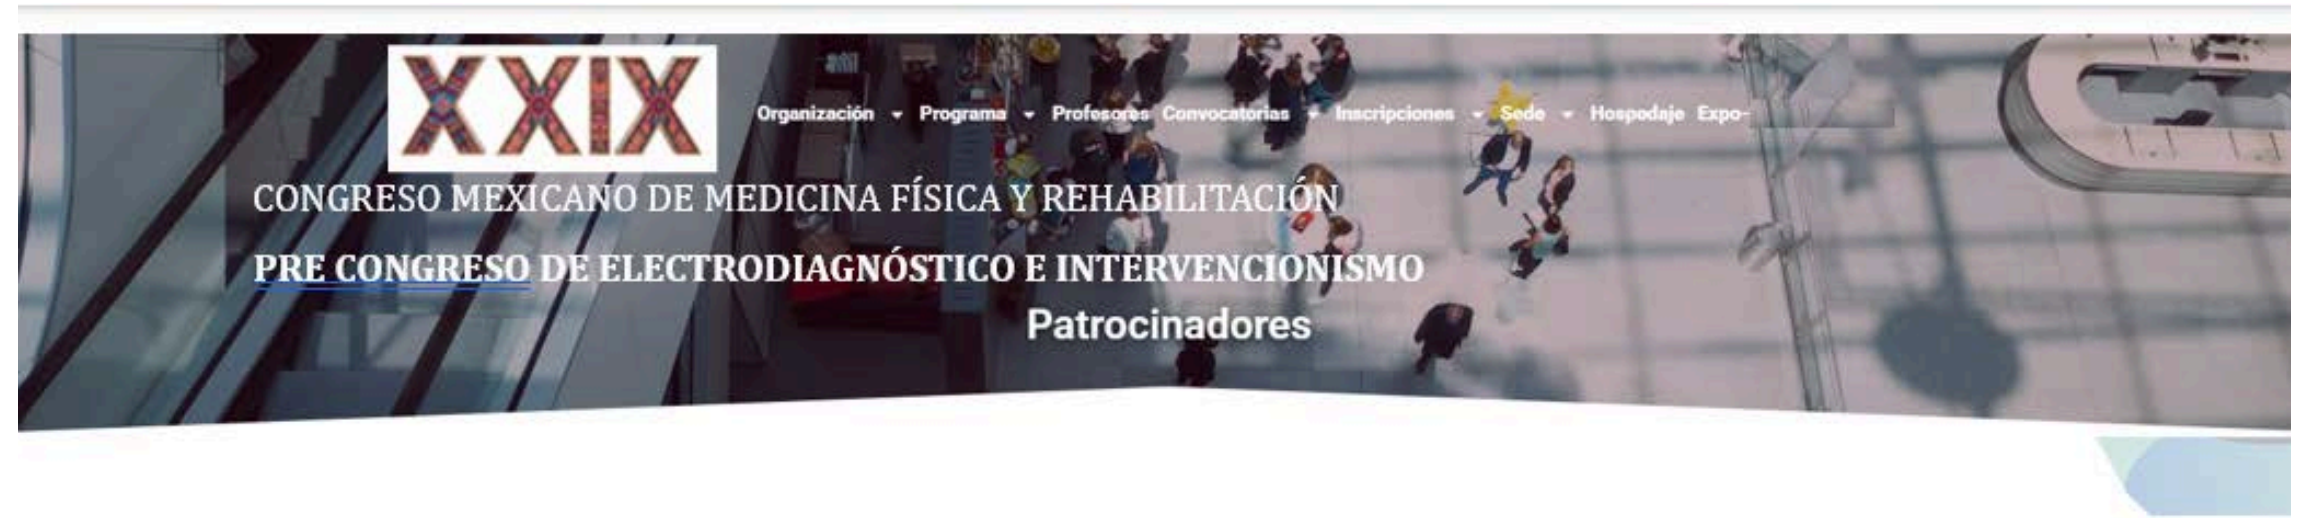 XXIX
Organización Programa Profesores Convocatorias Inscripciones Sede Hospedaje Expo-
CONGRESO MEXICANO DE MEDICINA FÍSICA Y REHABILITACIÓN
PRE CONGRESO DE ELECTRODIAGNÓSTICO E INTERVENCIONISMO
Patrocinadores